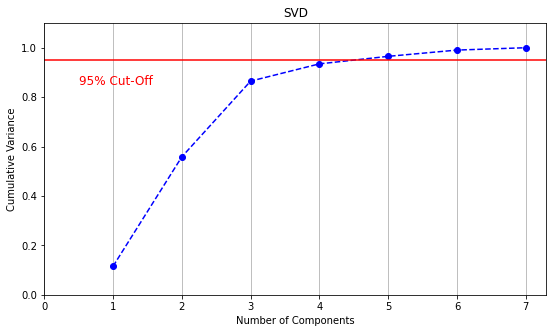 SVD
1.0
95% Cut-Off
0.8
0.6
0.4
0.2
0.0
Cumulative Variance
0 1 2 3 4 5 6 7
Number of Components